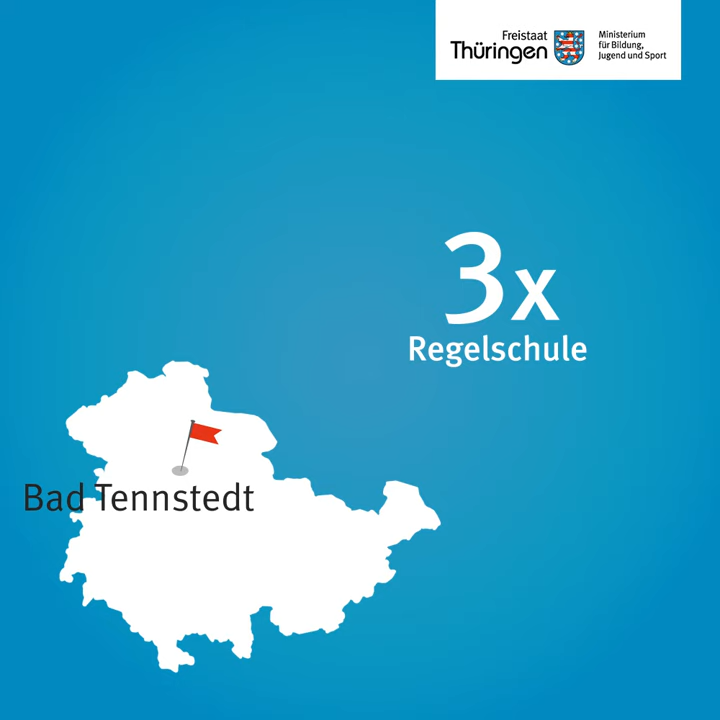 Freistaat
Thüringen
Ministerium
für Bildung,
Jugend und Sport
3x
Regelschule
Bad Tennstedt